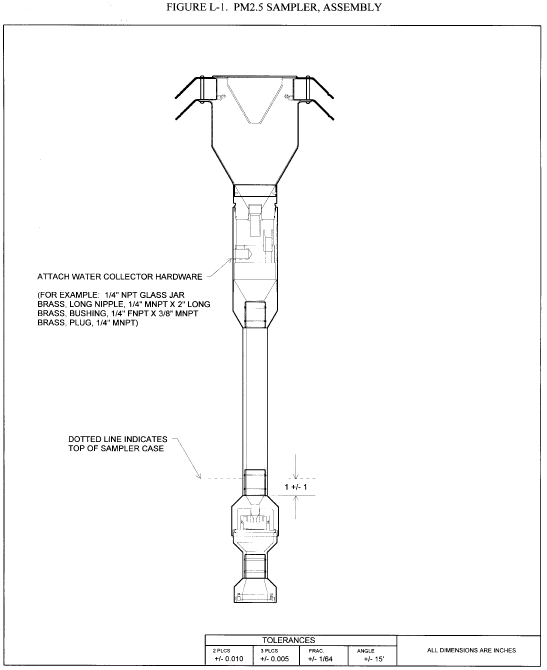 FIGURE L-1. PM2.5 SAMPLER, ASSEMBLY
ATTACH WATER COLLECTOR HARDWARE
(FOR EXAMPLE: 1/4" NPT GLASS JAR
BRASS, LONG NIPPLE, 1/4" MNPT X 2" LONG
BRASS, BUSHING, 1/4" FNPT X 3/8" MNPT
BRASS, PLUG, 1/4" MNPT)
DOTTED LINE INDICATES
TOP OF SAMPLER CASE
1 +/- 1
TOLERANCES
2 PLCS
+/- 0.010
3 PLCS
+/- 0.005
FRAC.
+/- 1/64
ANGLE
+/- 15'
ALL DIMENSIONS ARE INCHES